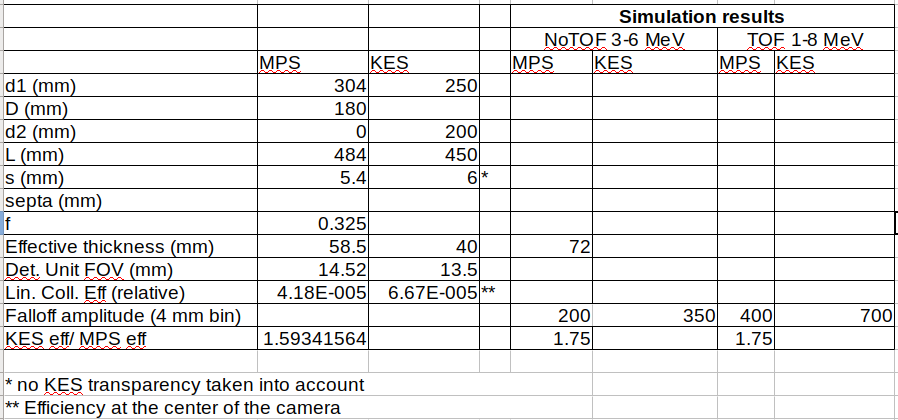 Simulation results
NoTOF 3-6 MeV TOF 1-8 MeV
MPS KES MPS KES MPS KES
d1 (mm) 304 250
D (mm) 180
d2 (mm) 0 200
L (mm) 484 450
s (mm) 5.4 6 *
septa (mm)
f 0.325
Effective thickness (mm) 58.5 40 72
Det. Unit FOV (mm) 14.52 13.5
Lin. Coll. Eff (relative) 4.18E-005 6.67E-005 **
Falloff amplitude (4 mm bin) 200 350 400 700
KES eff/ MPS eff 1.59341564 1.75 1.75
* no KES transparency taken into account
** Efficiency at the center of the camera